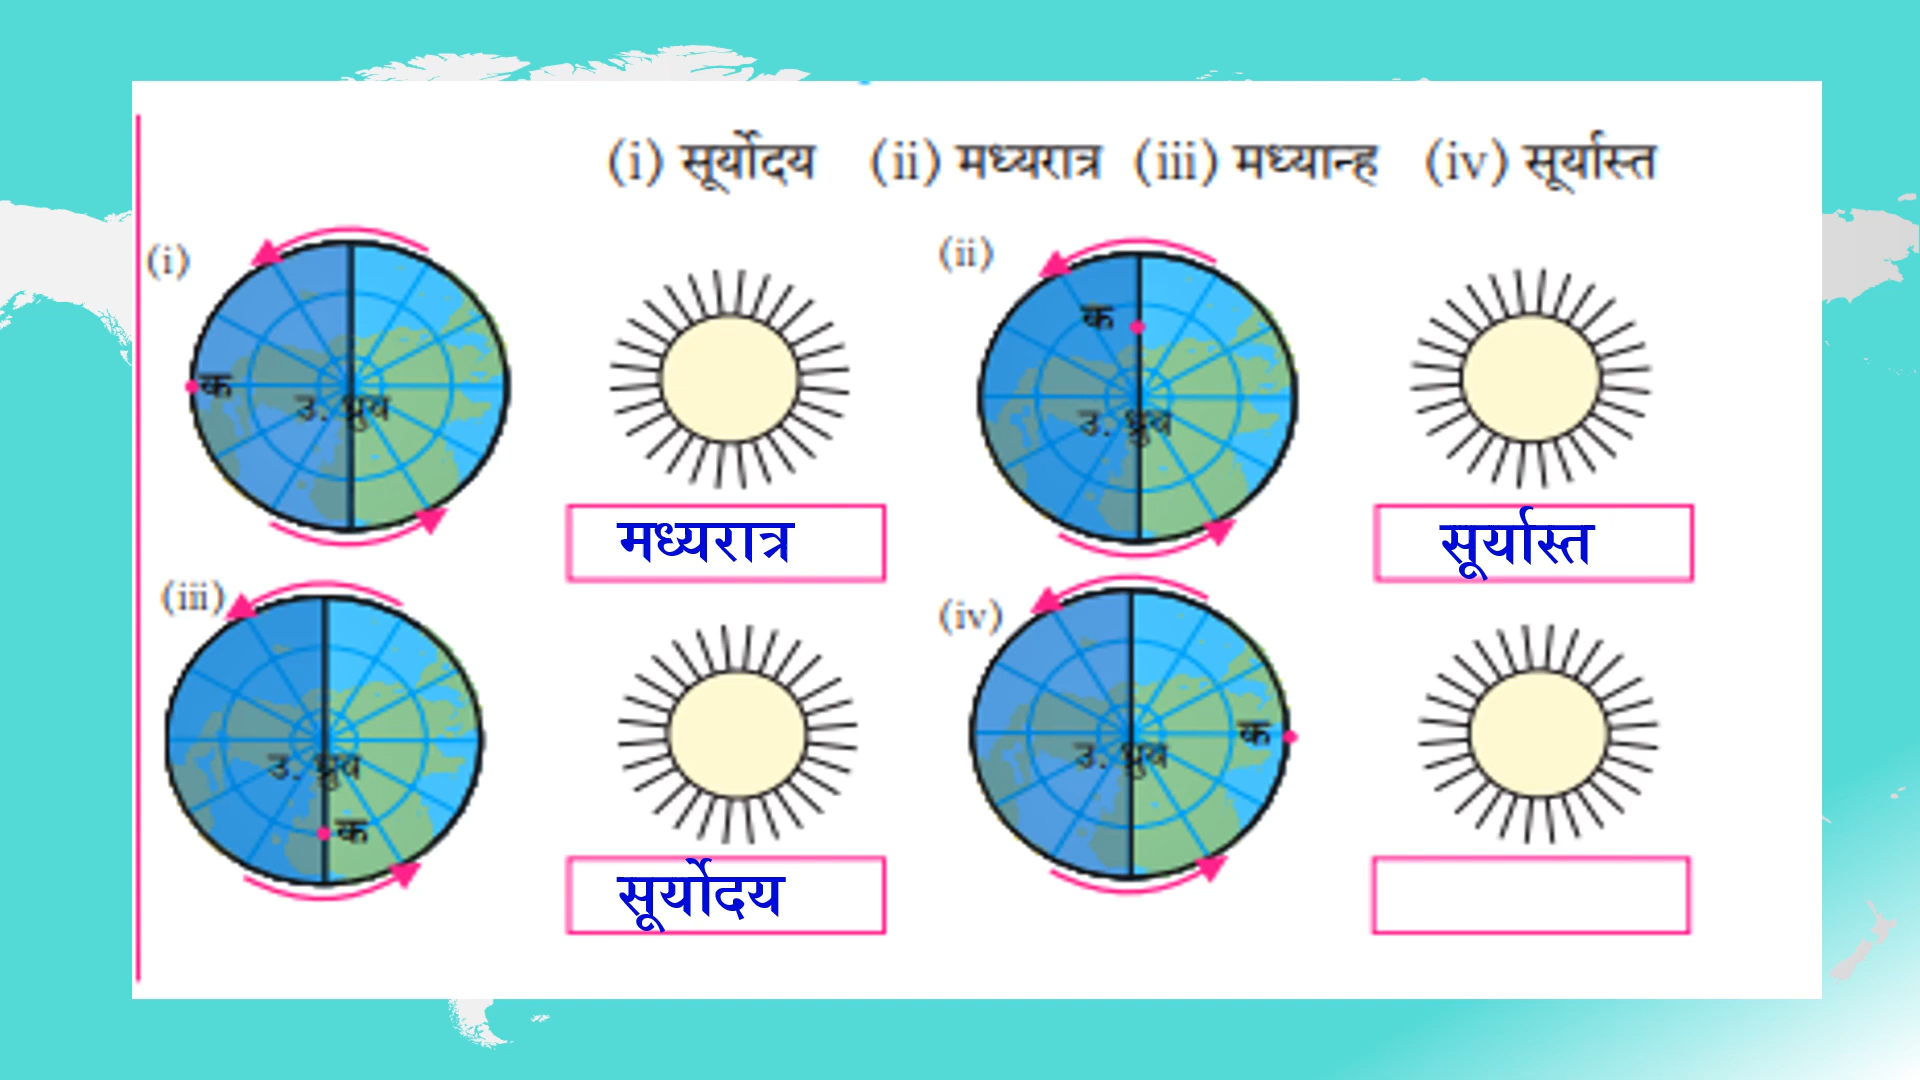 (i) सूर्योदय (ii) मध्यरात्र (iii) मध्यान्ह (iv) सूर्यास्त
(i)
क
उ. ध्रुव
मध्यरात्र
(ii)
क
उ. ध्रुव
सूर्यास्त
(iii)
उ. ध्रुव
क
सूर्योदय
(iv)
क
उ. ध्रुव